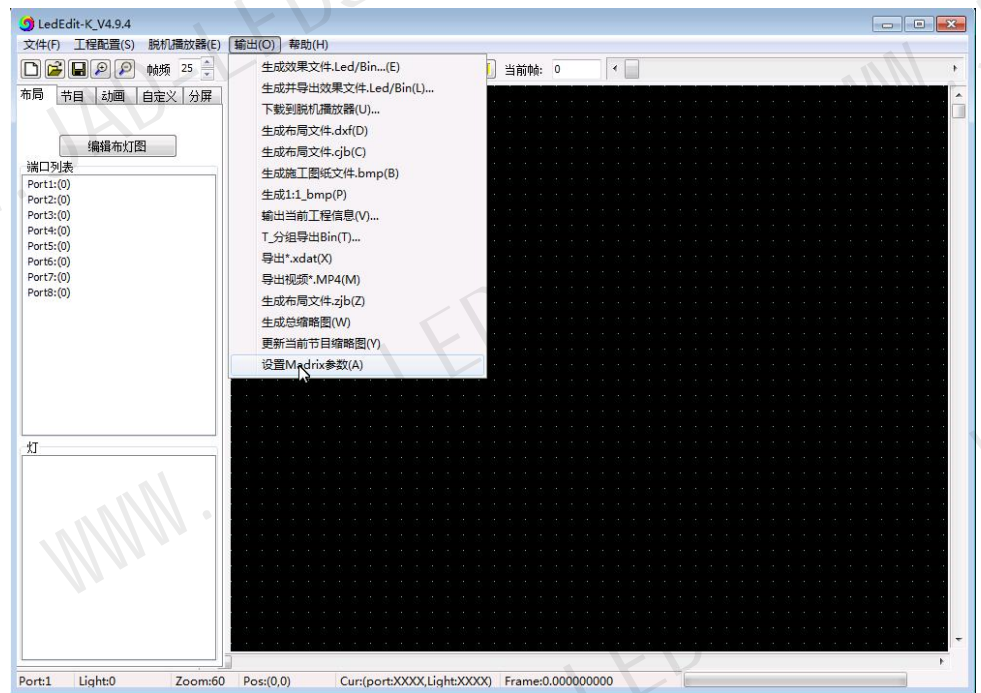 LedEdit-K_V4.9.4
文件(F) 工程配置(S) 脱机播放器(E) 输出(O) 帮助(H)
帧频 25 当前帧: 0
布局 节目 动画 自定义 分屏
编辑布灯图
端口列表
Port1:(0)
Port2:(0)
Port3:(0)
Port4:(0)
Port5:(0)
Port6:(0)
Port7:(0)
Port8:(0)
灯
生成效果文件.Led/Bin...(E)
生成并导出效果文件.Led/Bin(L)...
下载到脱机播放器(U)...
生成布局文件.dxf(D)
生成布局文件.cjb(C)
生成施工图纸文件.bmp(B)
生成1:1_bmp(P)
输出当前工程信息(V)...
T_分组导出Bin(T)...
导出*.xdat(X)
导出视频*.MP4(M)
生成布局文件.zjb(Z)
生成总缩略图(W)
更新当前节目缩略图(Y)
设置Madrix参数(A)
Port:1 Light:0 Zoom:60 Pos:(0,0) Cur:(port:XXXX,Light:XXXX) Frame:0.000000000